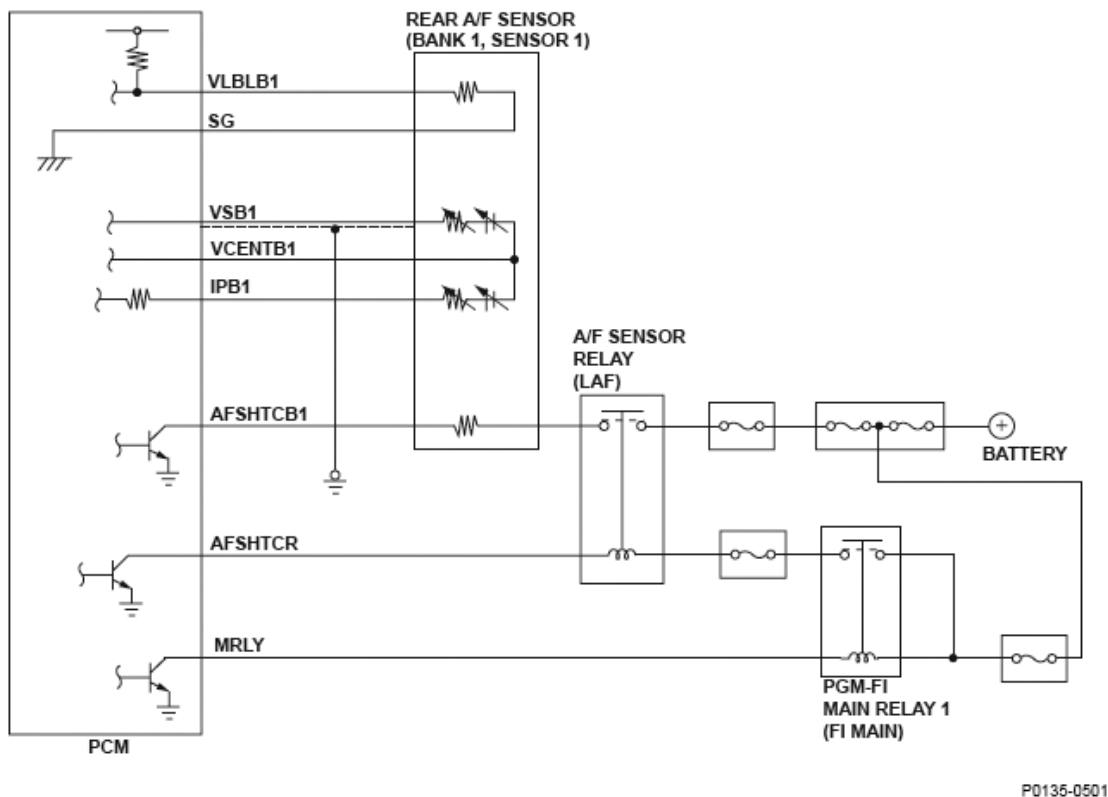 REAR A/F SENSOR
(BANK 1, SENSOR 1)
VLBLB1
SG
VSB1
VCENTB1
IPB1
A/F SENSOR
RELAY
(LAF)
AFSHTCB1
+
BATTERY
AFSHTCR
MRLY
PGM-FI
MAIN RELAY 1
(FI MAIN)
PCM
P0135-0501